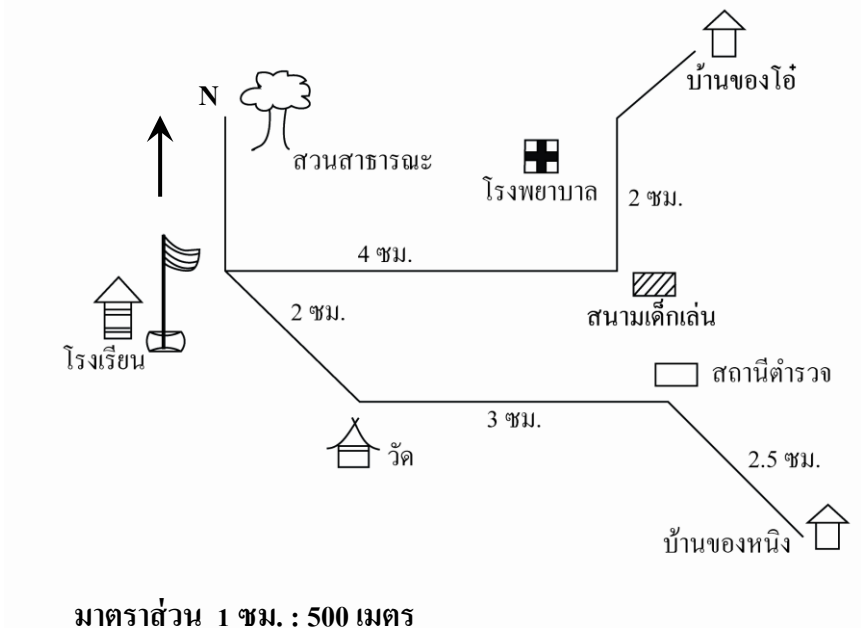 บ้านของโอ๋
N
สวนสาธารณะ
โรงพยาบาล
2 ซม.
4 ซม.
2 ซม.
สนามเด็กเล่น
โรงเรียน
สถานีตำรวจ
3 ซม.
วัด
2.5 ซม.
บ้านของหนิง
มาตราส่วน 1 ซม. : 500 เมตร